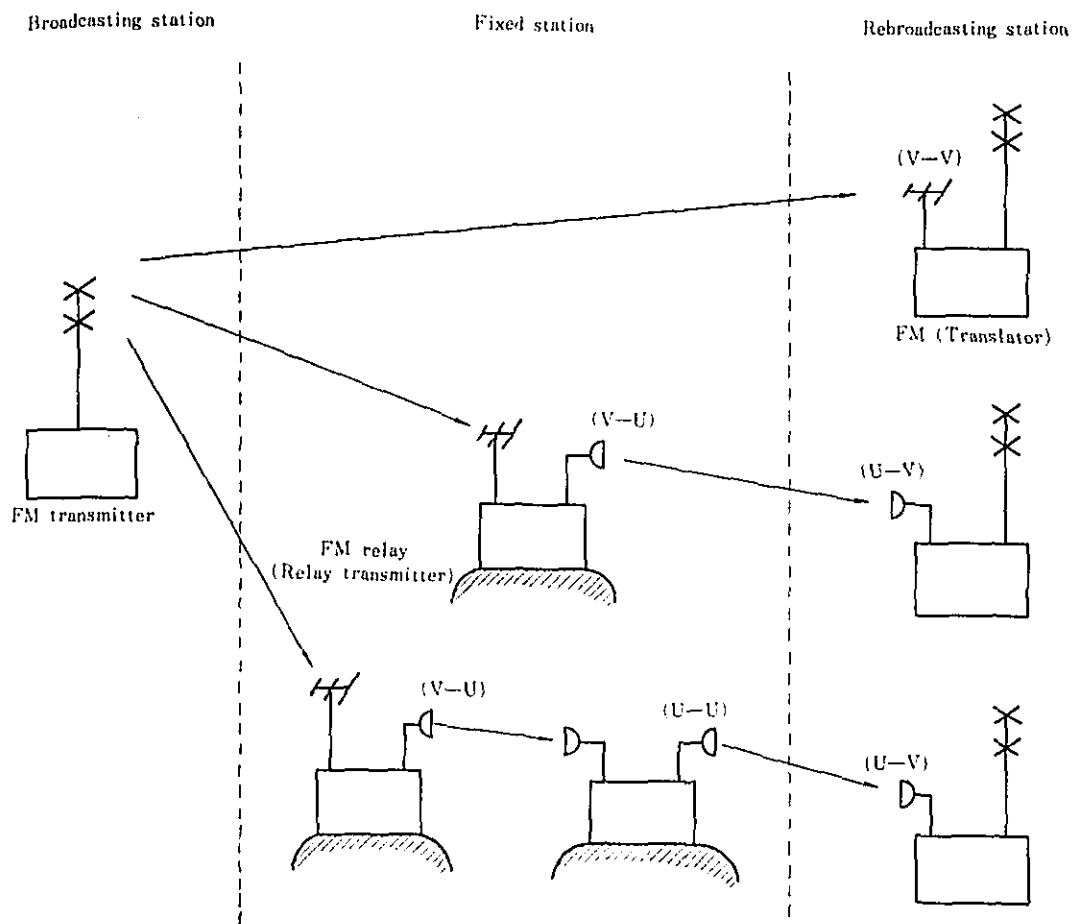 Broadcasting station
Fixed station
Rebroadcasting station
(V—V)
FM (Translator)
FM transmitter
(V—U)
(U—V)
FM relay
(Relay transmitter)
(V—U)
(U—U)
(U—V)